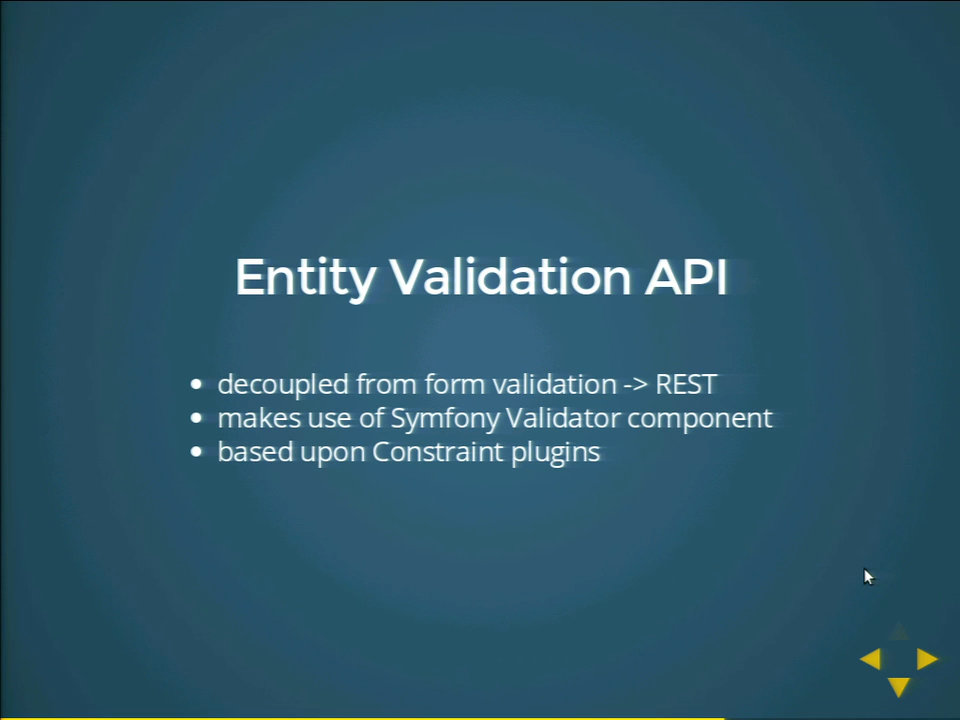 Entity Validation API
decoupled from form validation -> REST
makes use of Symfony Validator component
based upon Constraint plugins